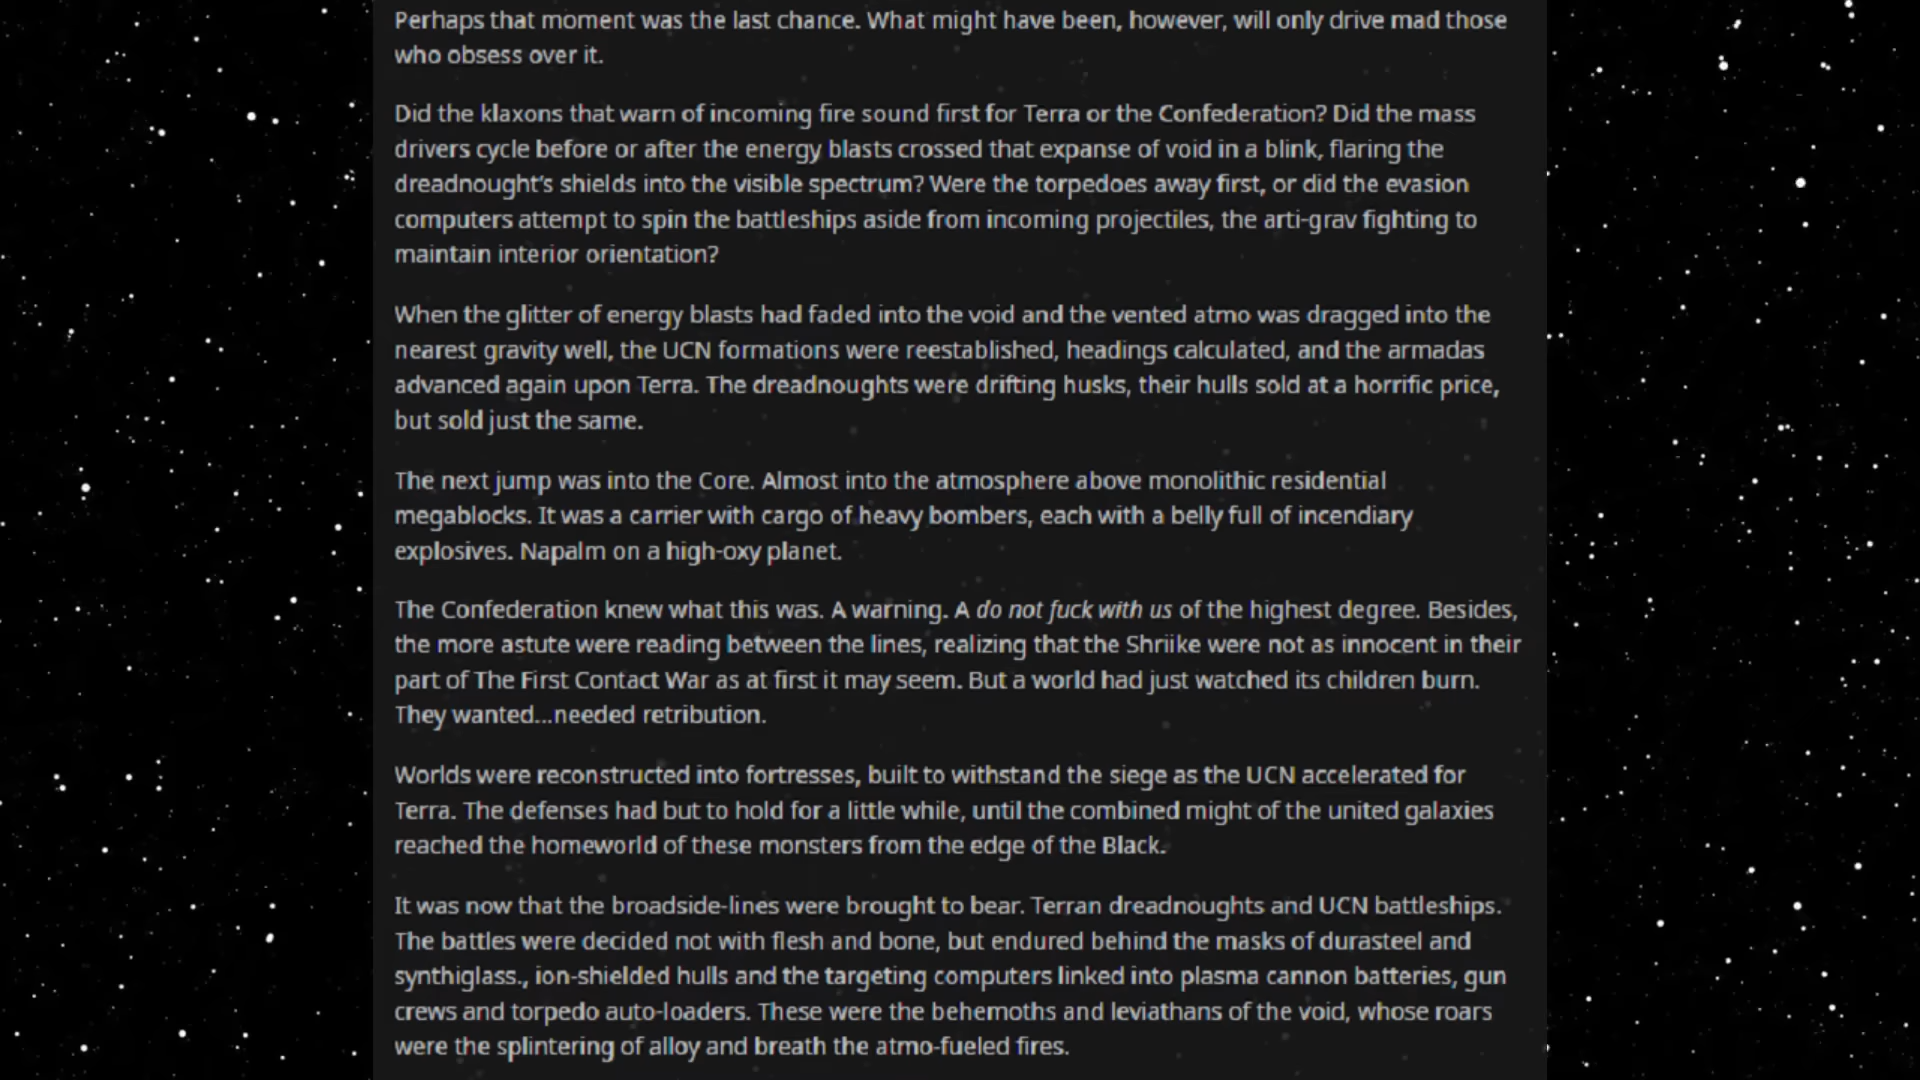 Perhaps that moment was the last chance. What might have been, however, will only drive mad those
who obsess over it.
Did the klaxons that warn of incoming fire sound first for Terra or the Confederation? Did the mass
drivers cycle before or after the energy blasts crossed that expanse of void in a blink, flaring the
dreadnought's shields into the visible spectrum? Were the torpedoes away first, or did the evasion
computers attempt to spin the battleships aside from incoming projectiles, the arti-grav fighting to
maintain interior orientation?
When the glitter of energy blasts had faded into the void and the vented atmo was dragged into the
nearest gravity well, the UCN formations were reestablished, headings calculated, and the armadas
advanced again upon Terra. The dreadnoughts were drifting husks, their hulls sold at a horrific price,
but sold just the same.
The next jump was into the Core. Almost into the atmosphere above monolithic residential
megablocks. It was a carrier with cargo of heavy bombers, each with a belly full of incendiary
explosives. Napalm on a high-oxy planet.
The Confederation knew what this was. A warning. A do not fuck with us of the highest degree. Besides,
the more astute were reading between the lines, realizing that the Shriike were not as innocent in their
part of The First Contact War as at first it may seem. But a world had just watched its children burn.
They wanted...needed retribution.
Worlds were reconstructed into fortresses, built to withstand the siege as the UCN accelerated for
Terra. The defenses had but to hold for a little while, until the combined might of the united galaxies
reached the homeworld of these monsters from the edge of the Black.
It was now that the broadside-lines were brought to bear. Terran dreadnoughts and UCN battleships.
The battles were decided not with flesh and bone, but endured behind the masks of durasteel and
synthiglass., ion-shielded hulls and the targeting computers linked into plasma cannon batteries, gun
crews and torpedo auto-loaders. These were the behemoths and leviathans of the void, whose roars
were the splintering of alloy and breath the atmo-fueled fires.